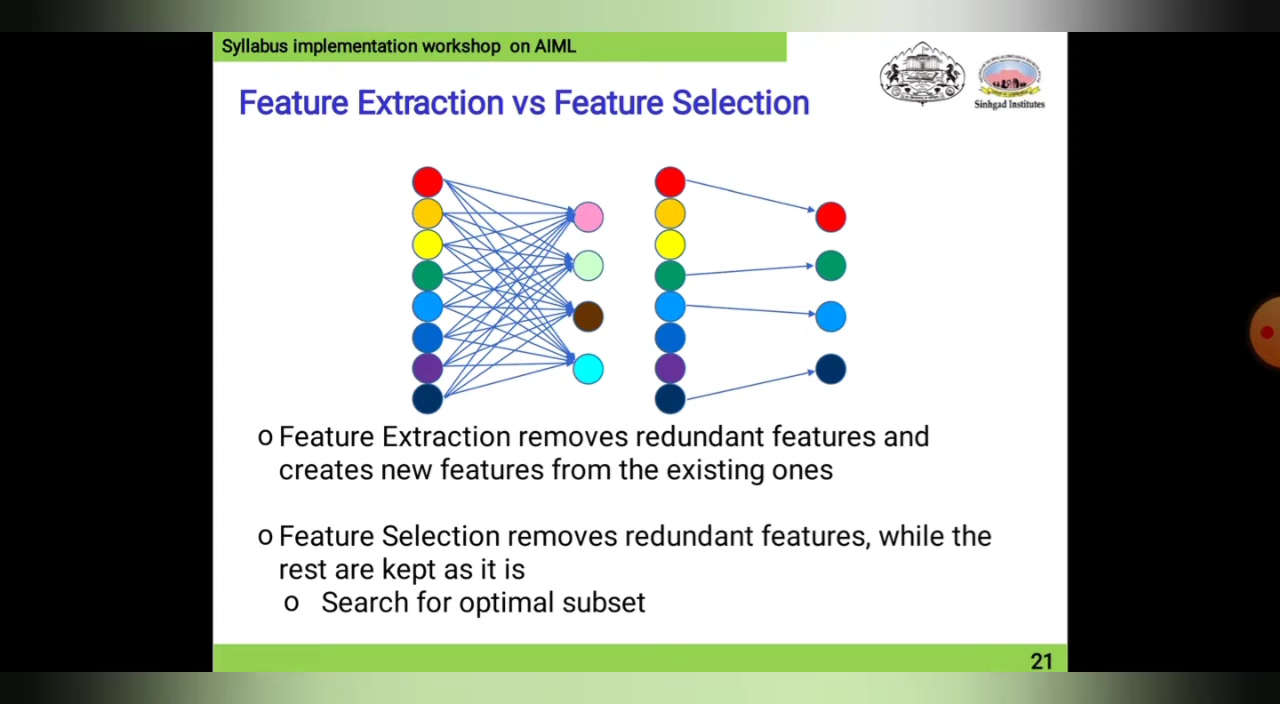 Syllabus implementation workshop on AIML
Sinhgad Institutes
Feature Extraction vs Feature Selection
o Feature Extraction removes redundant features and
creates new features from the existing ones
o Feature Selection removes redundant features, while the
rest are kept as it is
o Search for optimal subset
21